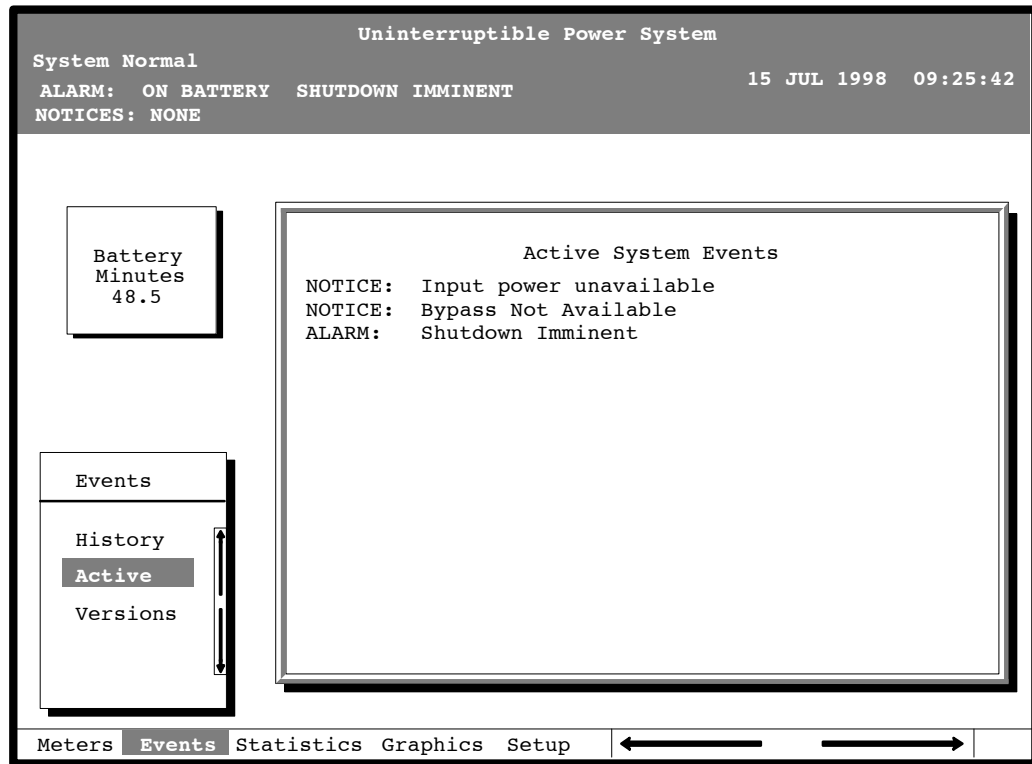 Uninterruptible Power System
System Normal
15 JUL 1998 09:25:42
ALARM: ON BATTERY SHUTDOWN IMMINENT
NOTICES: NONE
Battery
Minutes
48.5
Active System Events
NOTICE: Input power unavailable
NOTICE: Bypass Not Available
ALARM: Shutdown Imminent
Events
History
Active
Versions
Meters Events Statistics Graphics Setup